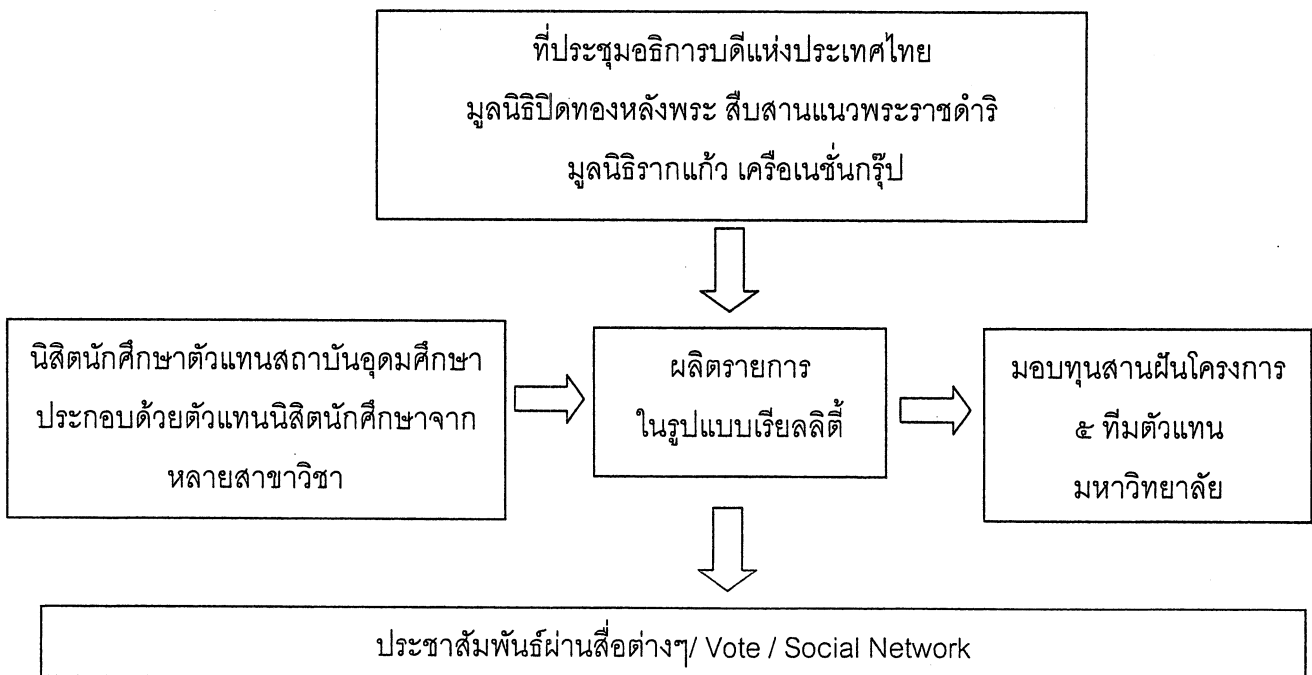 ที่ประชุมอธิการบดีแห่งประเทศไทย
มูลนิธิปิดทองหลังพระ สืบสานแนวพระราชดำริ
มูลนิธิรากแก้ว เครือเนชั่นกรุ๊ป
นิสิตนักศึกษาตัวแทนสถาบันอุดมศึกษา
ประกอบด้วยตัวแทนนิสิตนักศึกษาจาก
หลายสาขาวิชา
ผลิตรายการ
ในรูปแบบเรียลลิตี้
มอบทุนสานฝันโครงการ
๕ ทีมตัวแทน
มหาวิทยาลัย
ประชาสัมพันธ์ผ่านสื่อต่างๆ/ Vote / Social Network